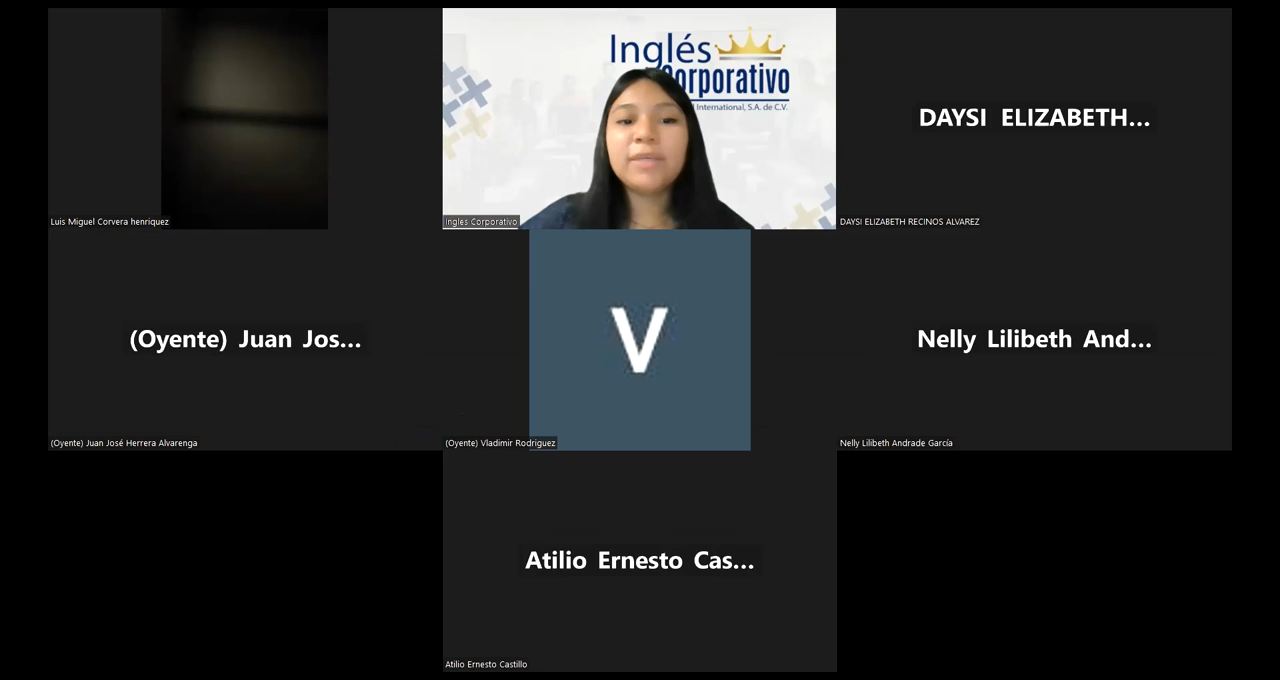 Inglés
Corporativo
International, S.A. de C.V.
DAYSI ELIZABETH...
Luis Miguel Corvera henriquez
Ingles Corporativo
DAYSI ELIZABETH RECINOS ALVAREZ
(Oyente) Juan Jos...
V
Nelly Lilibeth And...
(Oyente) Juan José Herrera Alvarenga
(Oyente) Vladimir Rodriguez
Nelly Lilibeth Andrade García
Atilio Ernesto Cas...
Atilio Ernesto Castillo